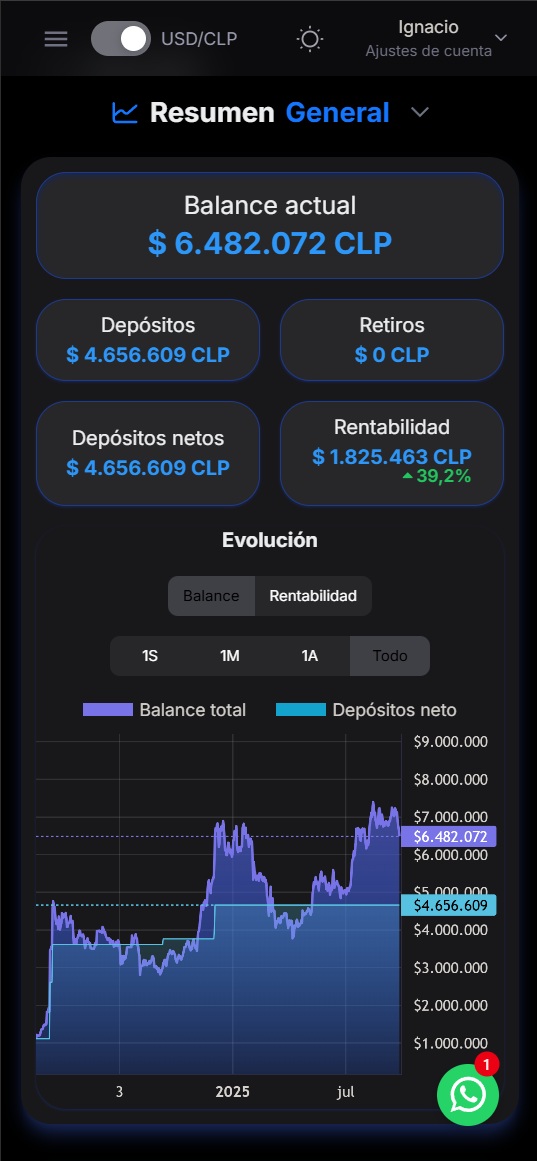 USD/CLP
Ignacio
Ajustes de cuenta
Resumen General
Balance actual
$ 6.482.072 CLP
Depósitos
$ 4.656.609 CLP
Retiros
$ 0 CLP
Depósitos netos
$ 4.656.609 CLP
Rentabilidad
$ 1.825.463 CLP
39,2%
Evolución
Balance Rentabilidad
1S 1M 1A Todo
Balance total Depósitos neto
$9.000.000
$8.000.000
$7.000.000
$6.482.072
$6.000.000
$5.000.000
$4.656.609
$4.000.000
$3.000.000
$2.000.000
$1.000.000
1
3 2025 jul